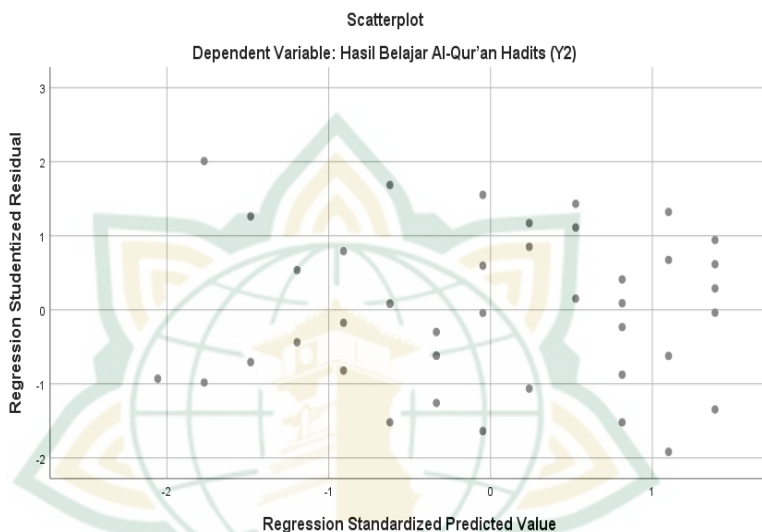 Scatterplot
Dependent Variable: Hasil Belajar Al-Qur'an Hadits (Y2)
Regression Studentized Residual
3
2
1
0
-1
-2
-2
-1
0
1
Regression Standardized Predicted Value